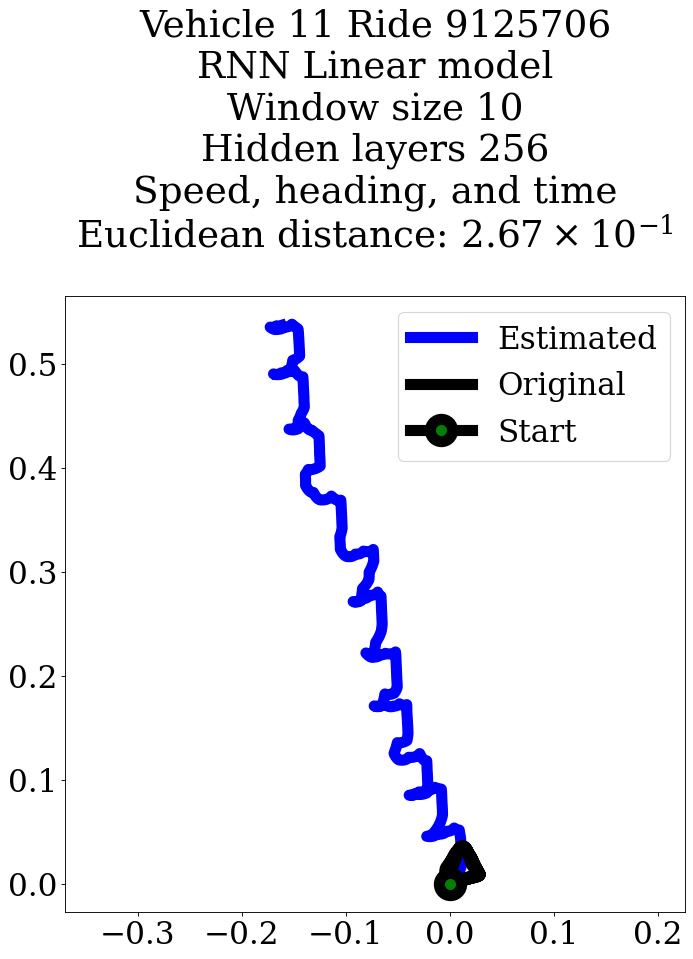 Vehicle 11 Ride 9125706
RNN Linear model
Window size 10
Hidden layers 256
Speed, heading, and time
Euclidean distance: 2.67 × 10⁻¹
Estimated
Original
Start
0.5
0.4
0.3
0.2
0.1
0.0
−0.3 −0.2 −0.1 0.0 0.1 0.2